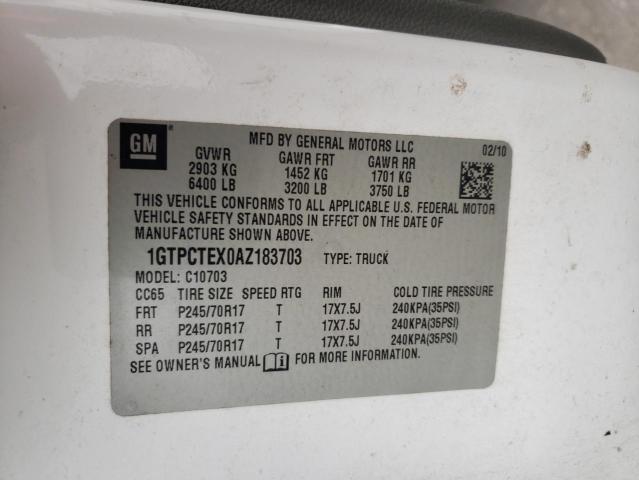 GM ®
MFD BY GENERAL MOTORS LLC 02/10
GVWR GAWR FRT GAWR RR
2903 KG 1452 KG 1701 KG
6400 LB 3200 LB 3750 LB
THIS VEHICLE CONFORMS TO ALL APPLICABLE U.S. FEDERAL MOTOR
VEHICLE SAFETY STANDARDS IN EFFECT ON THE DATE OF
MANUFACTURE SHOWN ABOVE.
1GTPCTEX0AZ183703 TYPE: TRUCK
MODEL: C10703
CC65 TIRE SIZE SPEED RTG RIM COLD TIRE PRESSURE
FRT P245/70R17 T 17X7.5J 240KPA(35PSI)
RR P245/70R17 T 17X7.5J 240KPA(35PSI)
SPA P245/70R17 T 17X7.5J 240KPA(35PSI)
SEE OWNER'S MANUAL FOR MORE INFORMATION.